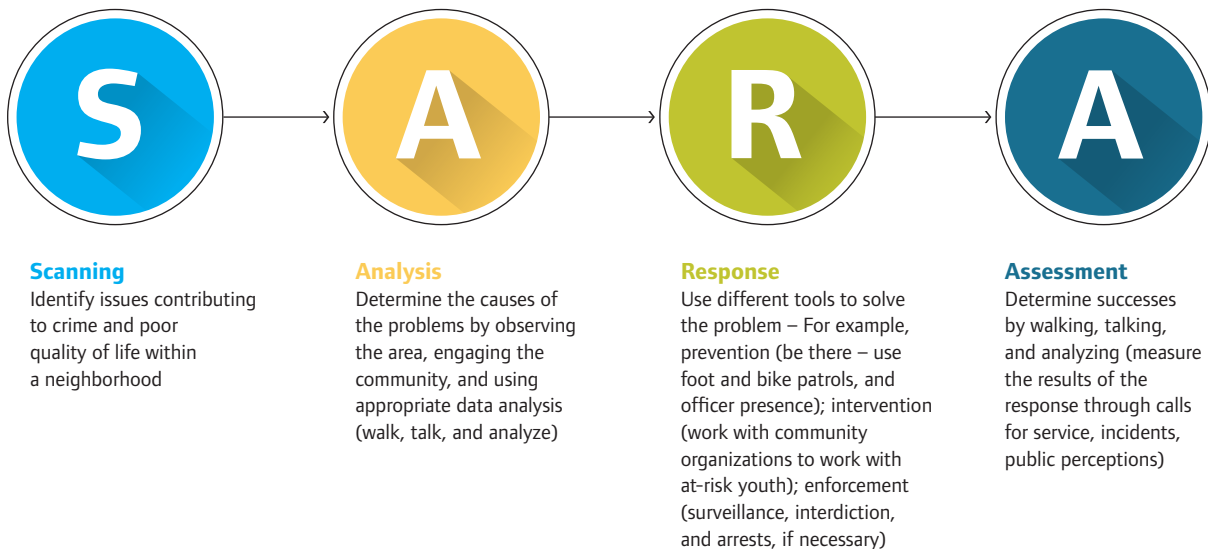 S
A
R
A
Scanning
Identify issues contributing
to crime and poor
quality of life within
a neighborhood
Analysis
Determine the causes of
the problems by observing
the area, engaging the
community, and using
appropriate data analysis
(walk, talk, and analyze)
Response
Use different tools to solve
the problem – For example,
prevention (be there – use
foot and bike patrols, and
officer presence); intervention
(work with community
organizations to work with
at-risk youth); enforcement
(surveillance, interdiction,
and arrests, if necessary)
Assessment
Determine successes
by walking, talking,
and analyzing (measure
the results of the
response through calls
for service, incidents,
public perceptions)